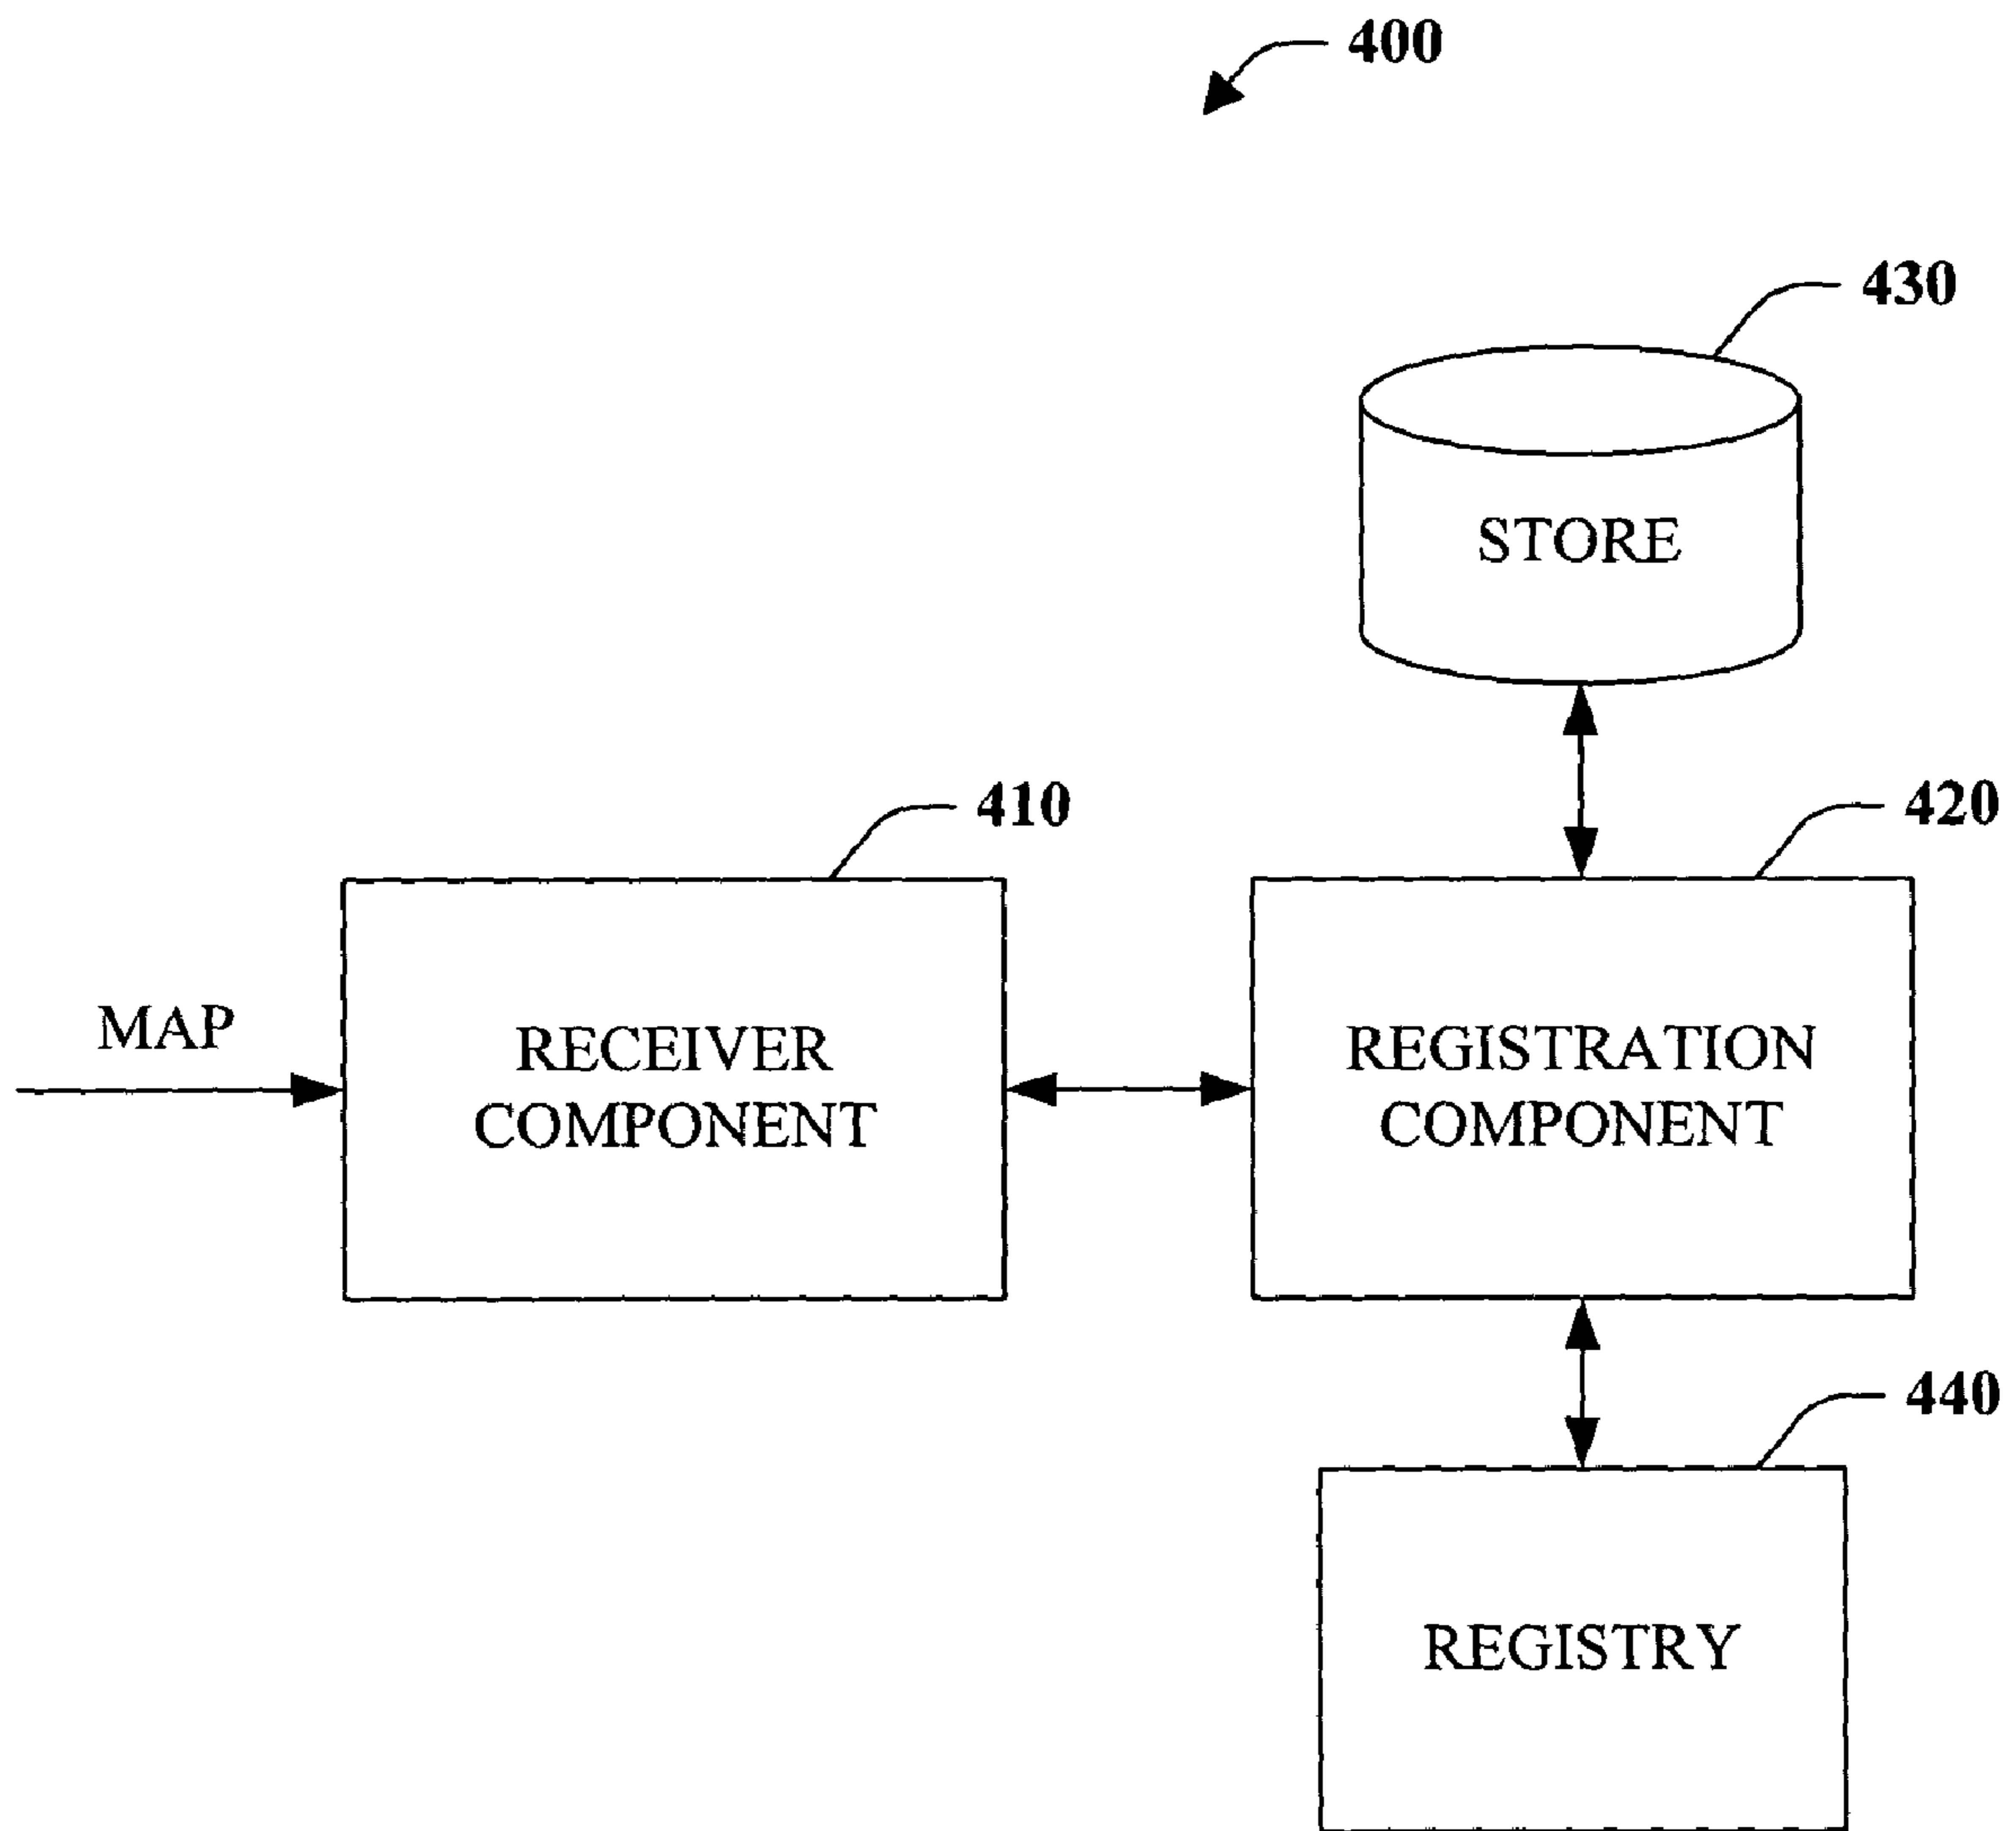 400
430
STORE
410
420
MAP
RECEIVER
COMPONENT
REGISTRATION
COMPONENT
440
REGISTRY